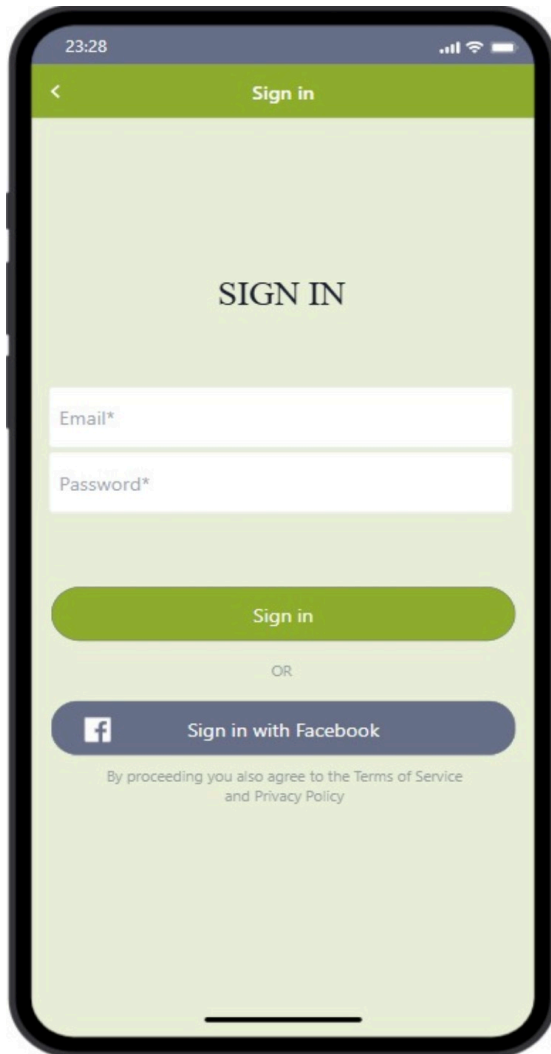 23:28
Sign in
SIGN IN
Email*
Password*
Sign in
OR
Sign in with Facebook
By proceeding you also agree to the Terms of Service
and Privacy Policy